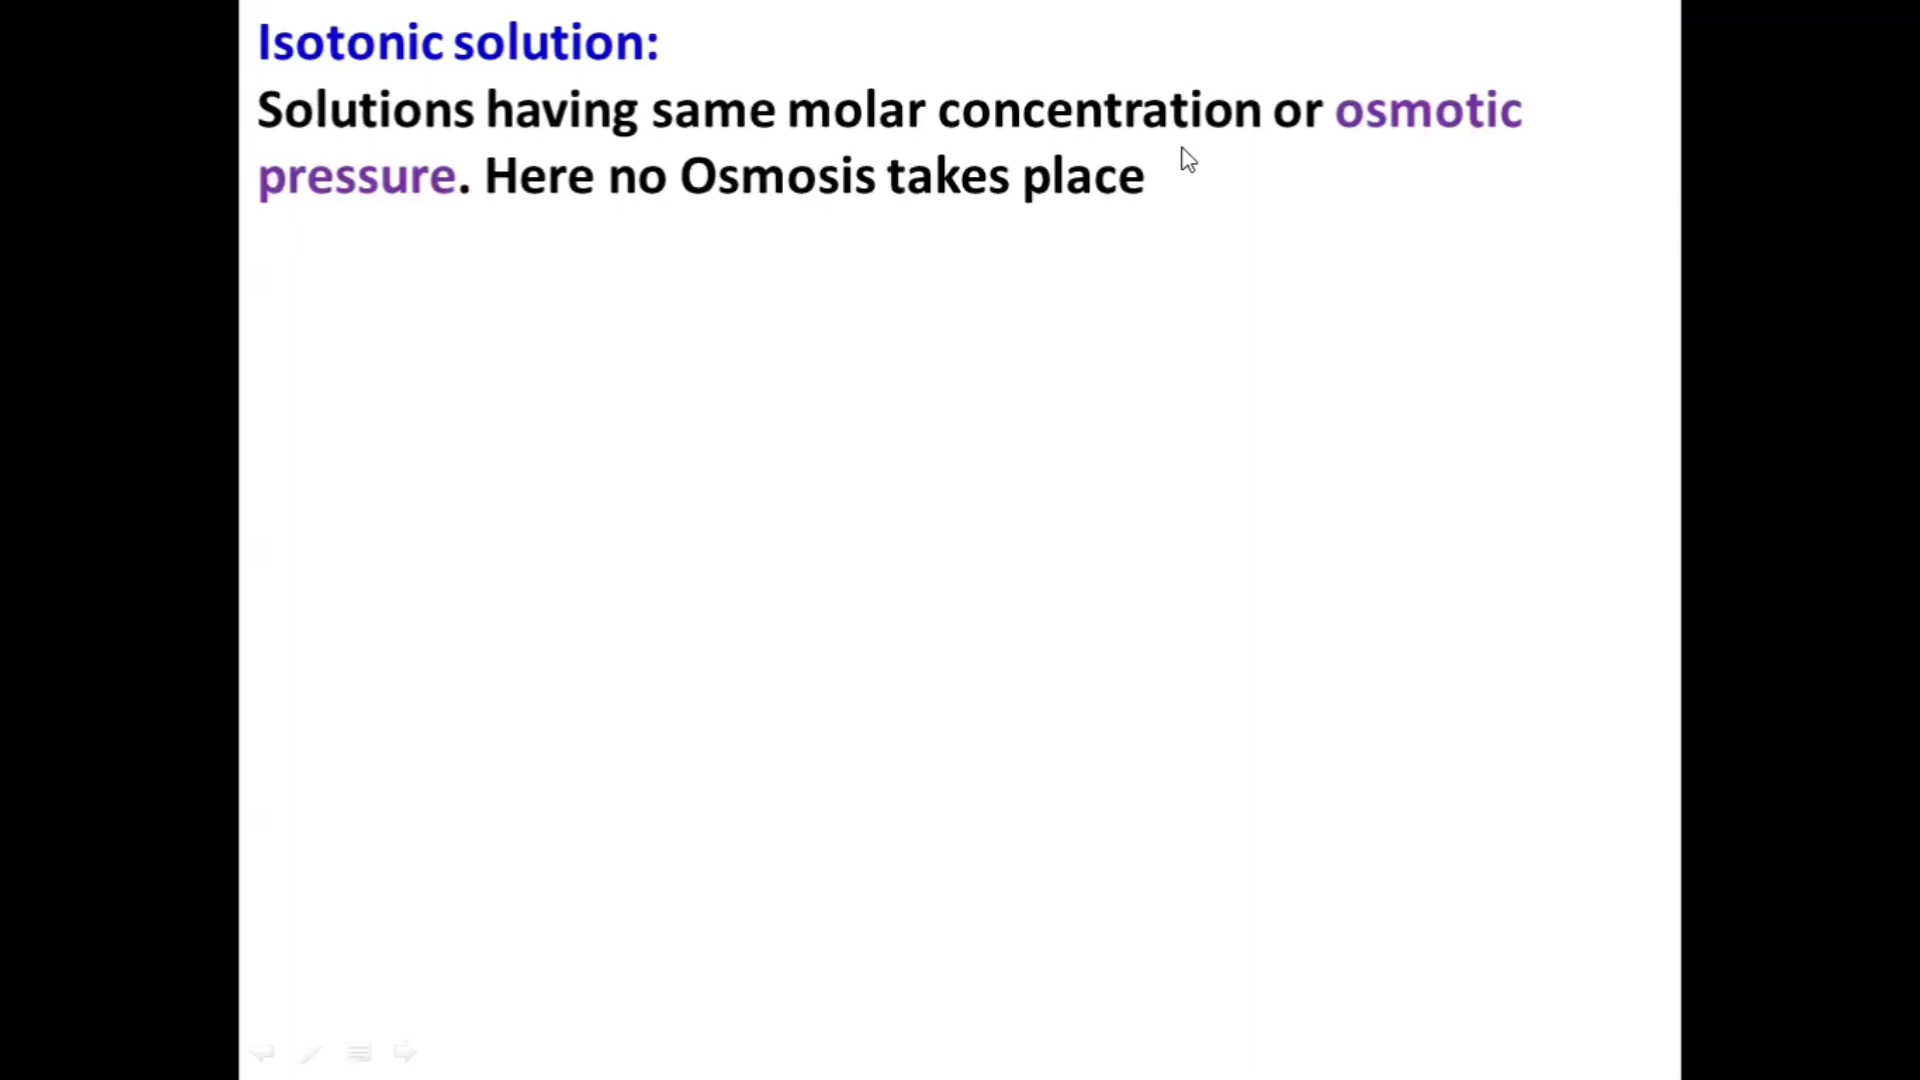 Isotonic solution:
Solutions having same molar concentration or osmotic
pressure. Here no Osmosis takes place